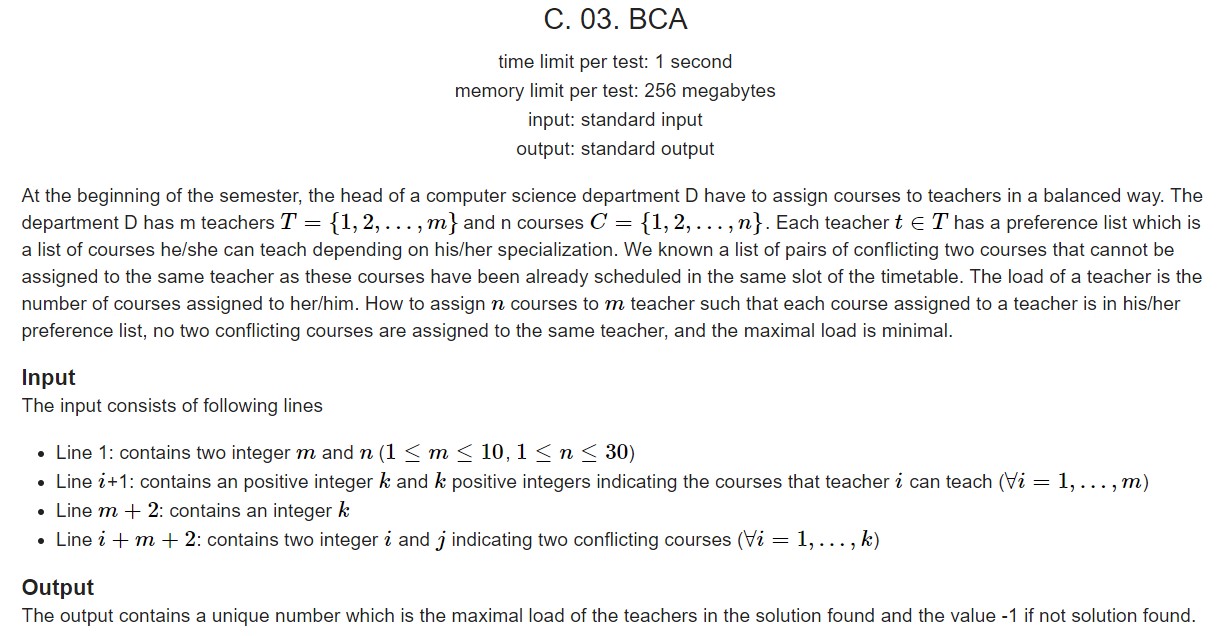 C. 03. BCA
time limit per test: 1 second
memory limit per test: 256 megabytes
input: standard input
output: standard output
At the beginning of the semester, the head of a computer science department D have to assign courses to teachers in a balanced way. The
department D has m teachers T = {1, 2, . . . , m} and n courses C = {1, 2, . . . , n}. Each teacher t ∈ T has a preference list which is
a list of courses he/she can teach depending on his/her specialization. We known a list of pairs of conflicting two courses that cannot be
assigned to the same teacher as these courses have been already scheduled in the same slot of the timetable. The load of a teacher is the
number of courses assigned to her/him. How to assign n courses to m teacher such that each course assigned to a teacher is in his/her
preference list, no two conflicting courses are assigned to the same teacher, and the maximal load is minimal.
Input
The input consists of following lines
• Line 1: contains two integer m and n (1 ≤ m ≤ 10, 1 ≤ n ≤ 30)
• Line i+1: contains an positive integer k and k positive integers indicating the courses that teacher i can teach (∀i = 1, . . . , m)
• Line m + 2: contains an integer k
• Line i + m + 2: contains two integer i and j indicating two conflicting courses (∀i = 1, . . . , k)
Output
The output contains a unique number which is the maximal load of the teachers in the solution found and the value -1 if not solution found.